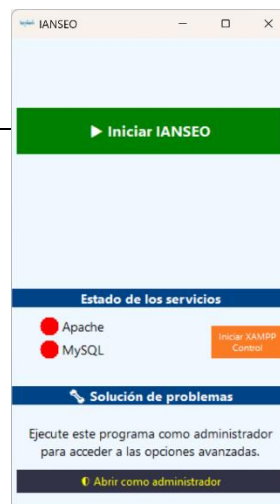 IANSEO
▶ Iniciar IANSEO
Estado de los servicios
Apache
MySQL
Iniciar XAMPP
Control
Solución de problemas
Ejecute este programa como administrador
para acceder a las opciones avanzadas.
Abrir como administrador